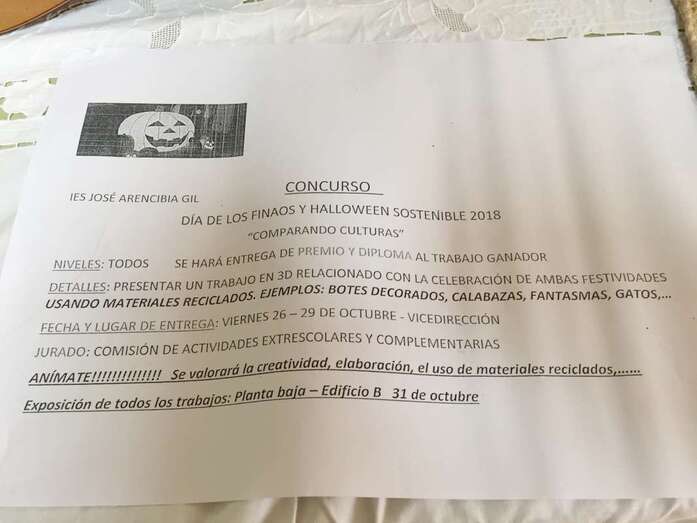 CONCURSO
IES JOSÉ ARENCIBIA GIL
DÍA DE LOS FINAOS Y HALLOWEEN SOSTENIBLE 2018
“COMPARANDO CULTURAS”
NIVELES: TODOS SE HARÁ ENTREGA DE PREMIO Y DIPLOMA AL TRABAJO GANADOR
DETALLES: PRESENTAR UN TRABAJO EN 3D RELACIONADO CON LA CELEBRACIÓN DE AMBAS FESTIVIDADES
USANDO MATERIALES RECICLADOS. EJEMPLOS: BOTES DECORADOS, CALABAZAS, FANTASMAS, GATOS,...
FECHA Y LUGAR DE ENTREGA: VIERNES 26 – 29 DE OCTUBRE - VICEDIRECCIÓN
JURADO: COMISIÓN DE ACTIVIDADES EXTRESCOLARES Y COMPLEMENTARIAS
ANÍMATE!!!!!!!!!!!!!! Se valorará la creatividad, elaboración, el uso de materiales reciclados,......
Exposición de todos los trabajos: Planta baja – Edificio B 31 de octubre